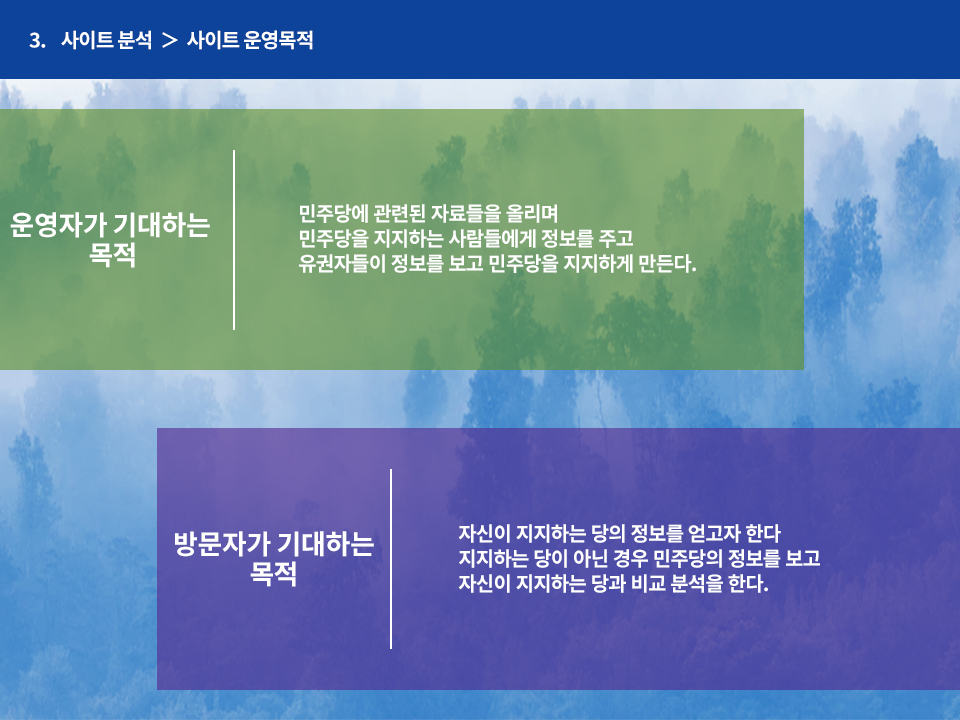 3. 사이트 분석 > 사이트 운영목적
운영자가 기대하는
목적
민주당에 관련된 자료들을 올리며
민주당을 지지하는 사람들에게 정보를 주고
유권자들이 정보를 보고 민주당을 지지하게 만든다.
방문자가 기대하는
목적
자신이 지지하는 당의 정보를 얻고자 한다
지지하는 당이 아닌 경우 민주당의 정보를 보고
자신이 지지하는 당과 비교 분석을 한다.